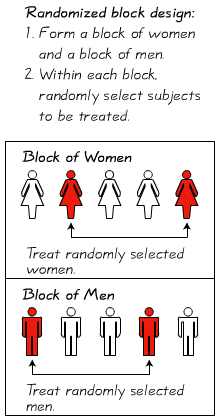 Randomized block design:
1. Form a block of women
and a block of men.
2. Within each block,
randomly select subjects
to be treated.
Block of Women
Treat randomly selected
women.
Block of Men
Treat randomly selected
men.